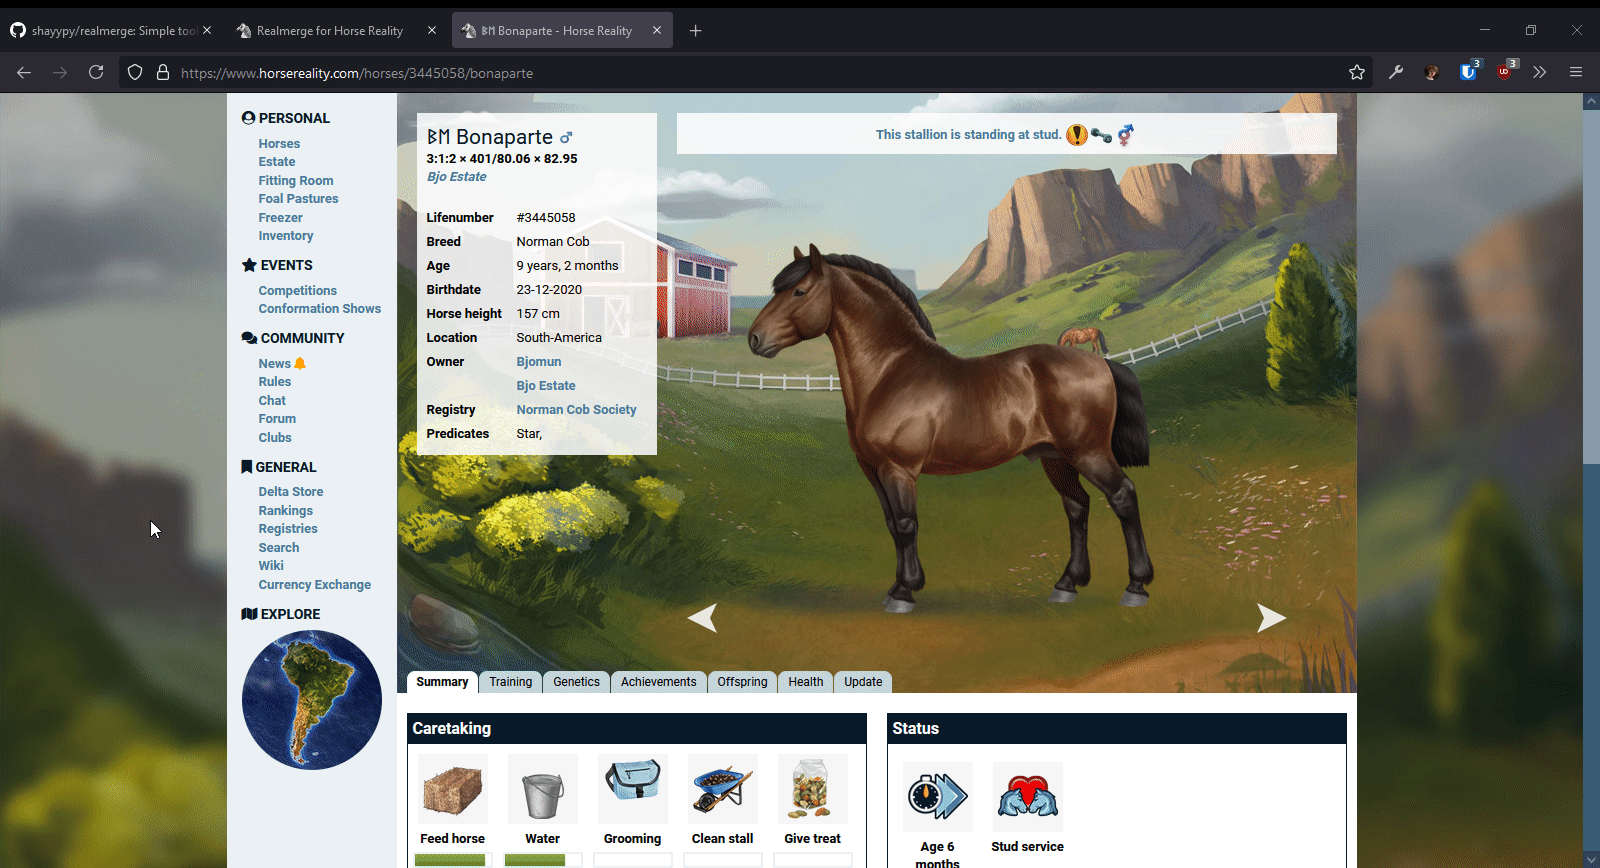 shayypy/realmerge: Simple too
Realmerge for Horse Reality
ᛒᛖ Bonaparte - Horse Reality
https://www.horsereality.com/horses/3445058/bonaparte
3
3
PERSONAL
Horses
Estate
Fitting Room
Foal Pastures
Freezer
Inventory
EVENTS
Competitions
Conformation Shows
COMMUNITY
News
Rules
Chat
Forum
Clubs
GENERAL
Delta Store
Rankings
Registries
Search
Wiki
Currency Exchange
EXPLORE
ᛒᛖ Bonaparte ♂
3:1:2 × 401/80.06 × 82.95
Bjo Estate
Lifenumber #3445058
Breed Norman Cob
Age 9 years, 2 months
Birthdate 23-12-2020
Horse height 157 cm
Location South-America
Owner Bjomun
Bjo Estate
Registry Norman Cob Society
Predicates Star,
This stallion is standing at stud.
Summary Training Genetics Achievements Offspring Health Update
Caretaking
Feed horse Water Grooming Clean stall Give treat
Status
Age 6 months
Stud service